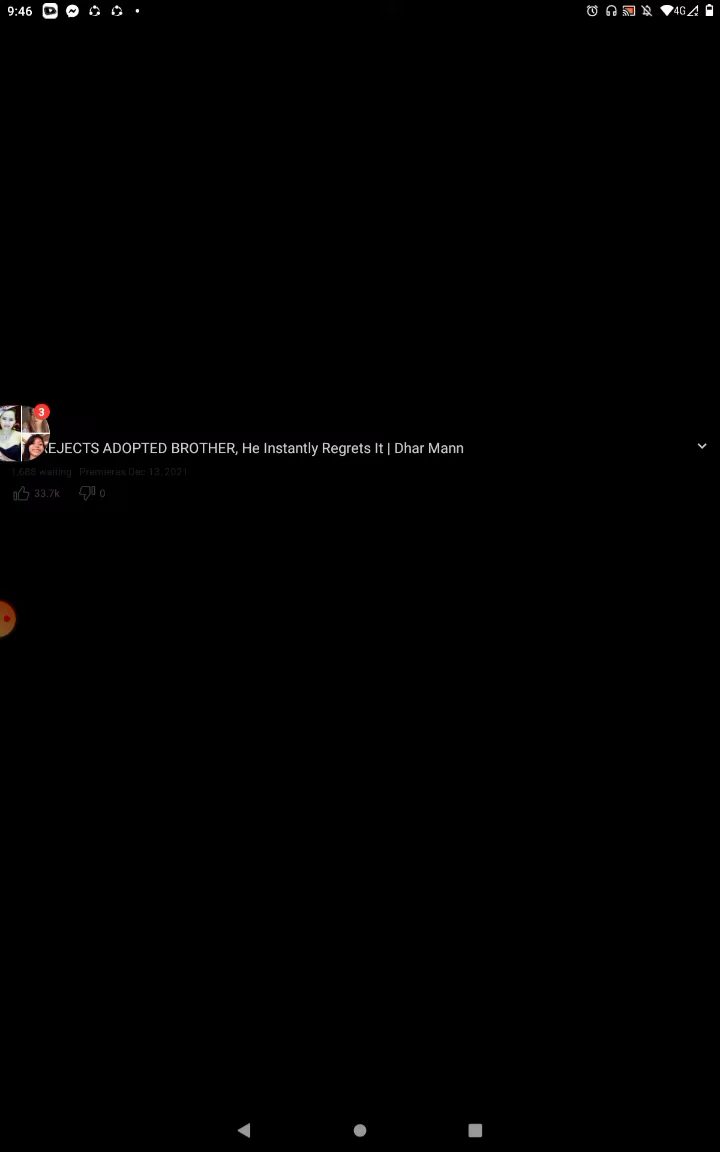 9:46
4G
3
EJECTS ADOPTED BROTHER, He Instantly Regrets It | Dhar Mann
1,688 waiting Premieres Dec 13, 2021
33.7k 0